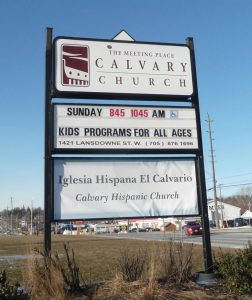 THE MEETING PLACE
CALVARY
CHURCH
SUNDAY 845 1045 AM
KIDS PROGRAMS FOR ALL AGES
1421 LANSDOWNE ST. W. (705) 676 1696
Iglesia Hispana El Calvario
Calvary Hispanic Church